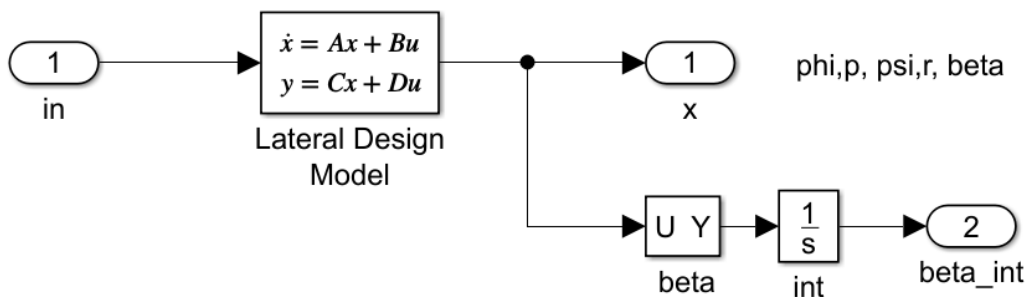 1
in
ẋ = Ax + Bu
y = Cx + Du
Lateral Design
Model
1
x
phi,p, psi,r, beta
U Y
beta
1
s
int
2
beta_int